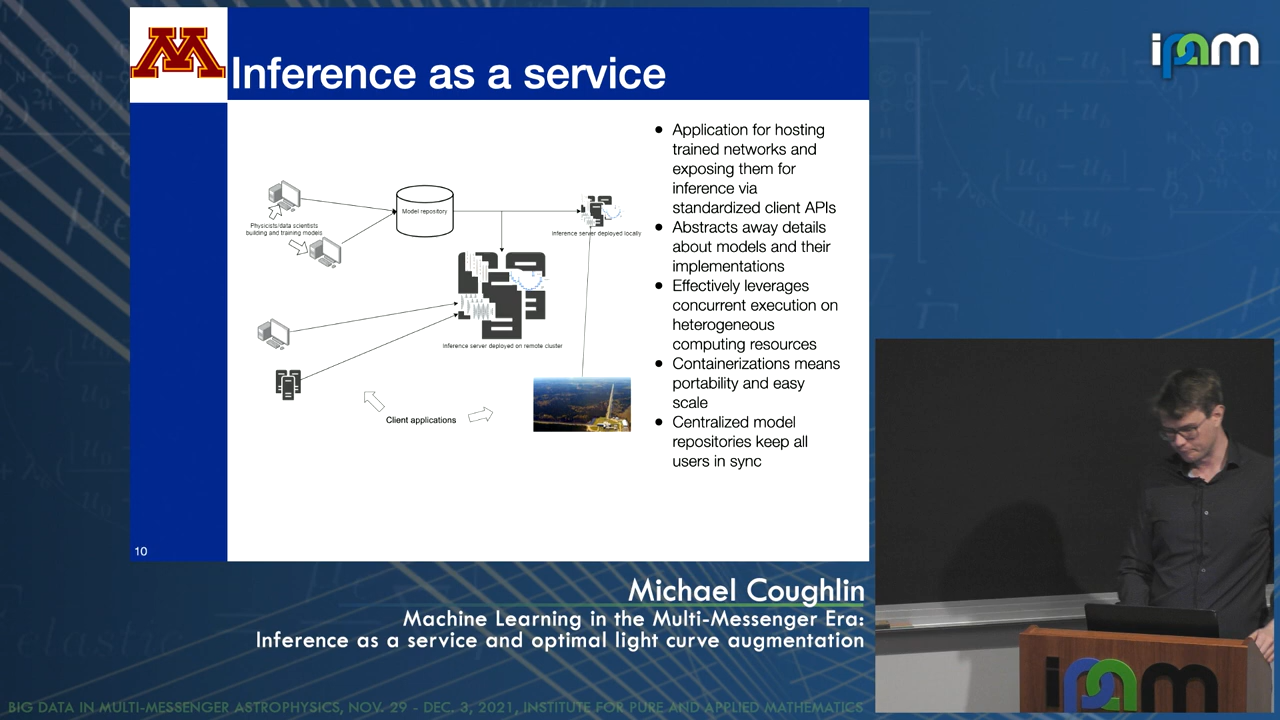 M
Inference as a service
ipam
Physicists/data scientists
building and training models
Model repository
Inference server deployed locally
Inference server deployed on remote cluster
Client applications
● Application for hosting
trained networks and
exposing them for
inference via
standardized client APIs
● Abstracts away details
about models and their
implementations
● Effectively leverages
concurrent execution on
heterogeneous
computing resources
● Containerizations means
portability and easy
scale
● Centralized model
repositories keep all
users in sync
10
Michael Coughlin
Machine Learning in the Multi-Messenger Era:
Inference as a service and optimal light curve augmentation
ipam
BIG DATA IN MULTI-MESSENGER ASTROPHYSICS, NOV. 29 - DEC. 3, 2021, INSTITUTE FOR PURE AND APPLIED MATHEMATICS